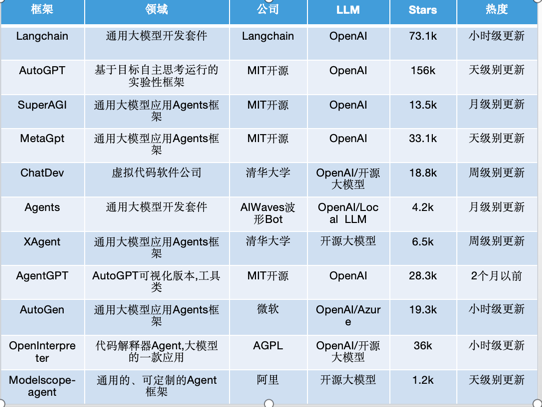 框架 领域 公司 LLM Stars 热度
Langchain 通用大模型开发套件 Langchain OpenAI 73.1k 小时级更新
AutoGPT 基于目标自主思考运行的 MIT开源 OpenAI 156k 天级别更新
实验性框架
SuperAGI 通用大模型应用Agents框 MIT开源 OpenAI 13.5k 月级别更新
架
MetaGpt 通用大模型应用Agents框 MIT开源 OpenAI 33.1k 天级别更新
架
ChatDev 虚拟代码软件公司 清华大学 OpenAI/开源 18.8k 周级别更新
大模型
Agents 通用大模型开发套件 AIWaves波 OpenAI/Loc 4.2k 月级别更新
形Bot al LLM
XAgent 通用大模型应用Agents框 清华大学 开源大模型 6.5k 周级别更新
架
AgentGPT AutoGPT可视化版本,工具 MIT开源 OpenAI 28.3k 2个月以前
类
AutoGen 通用大模型应用Agents框 微软 OpenAI/Azur 19.3k 小时级更新
架 e
OpenInterpre 代码解释器Agent,大模型 AGPL OpenAI/开源 36k 小时级更新
ter 的一款应用 大模型
Modelscope- 通用的、可定制的Agent 阿里 开源大模型 1.2k 天级别更新
agent 框架